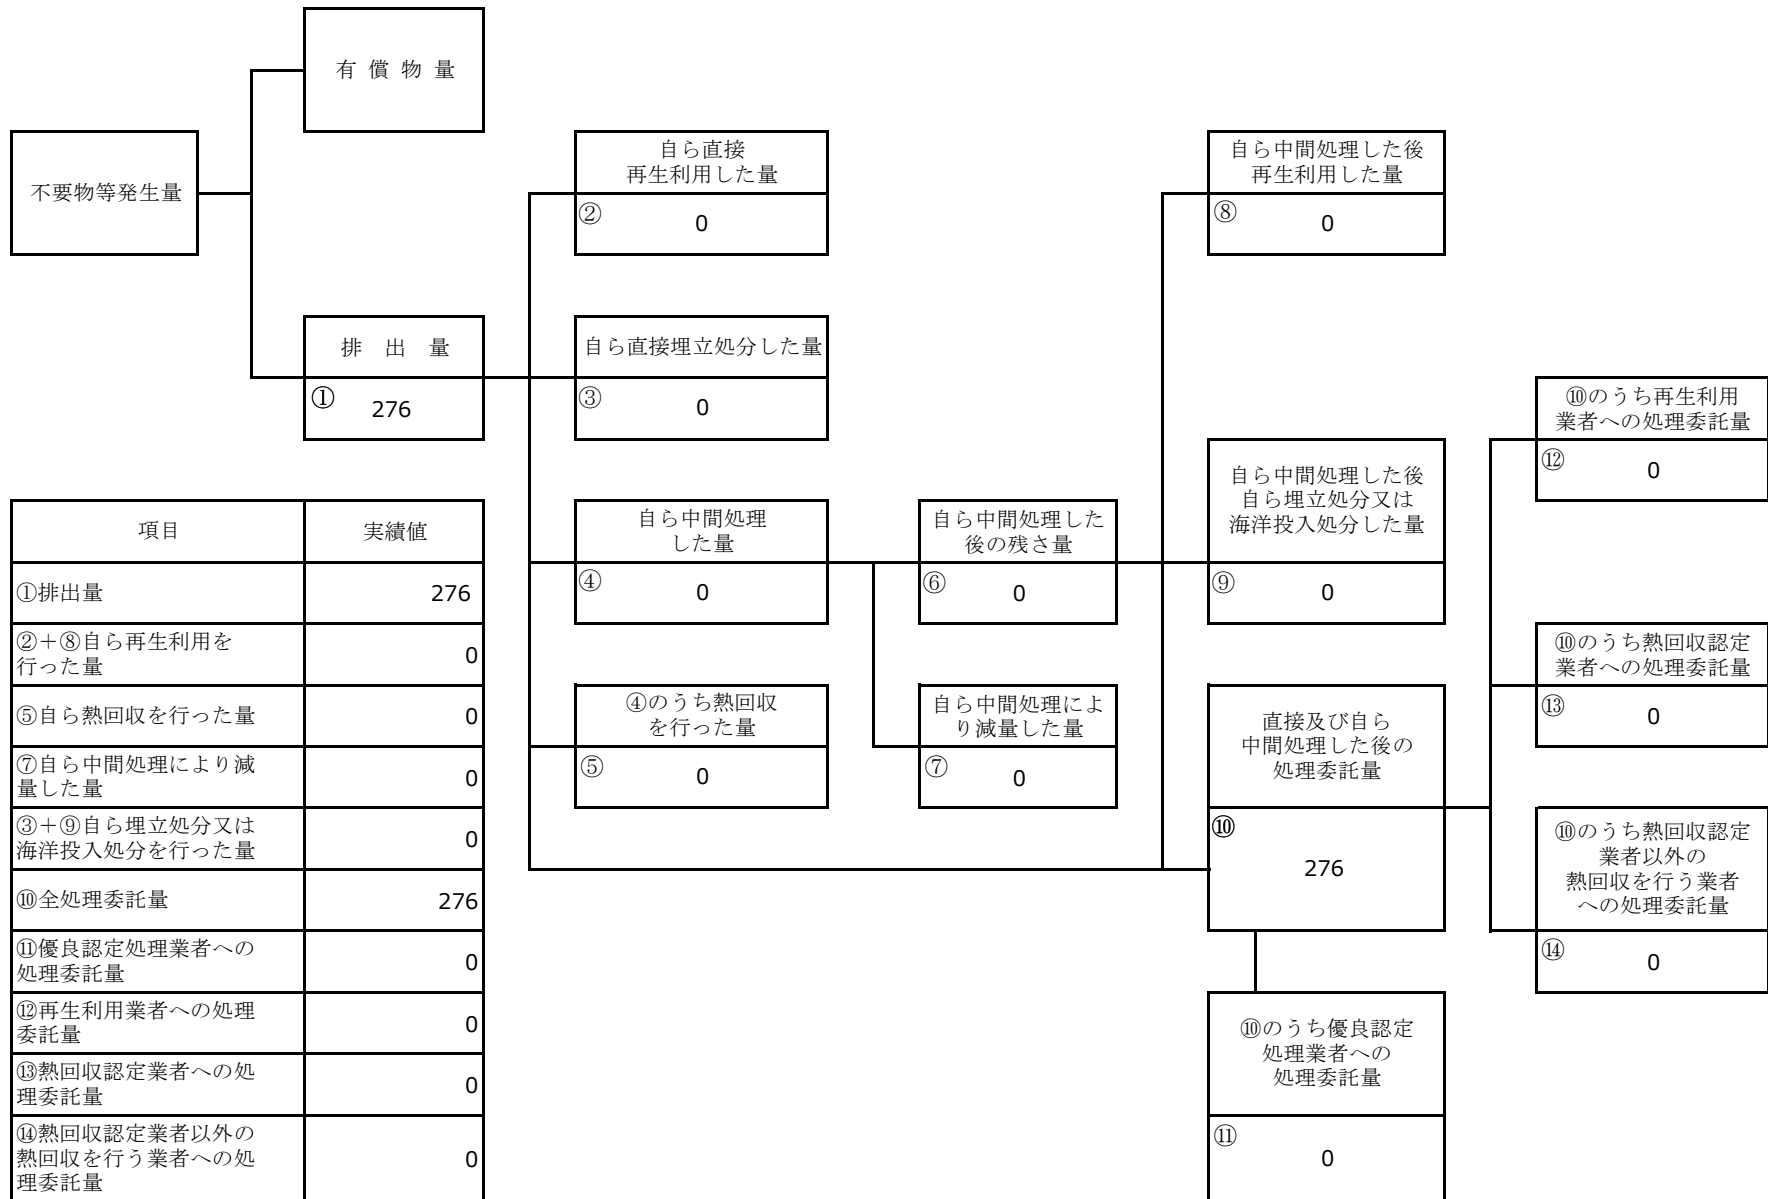 有償物量
不要物等発生量
自ら直接
再生利用した量
② 0
自ら中間処理した後
再生利用した量
⑧ 0
排出量
① 276
自ら直接埋立処分した量
③ 0
⑩のうち再生利用
業者への処理委託量
⑫ 0
自ら中間処理
した量
④ 0
自ら中間処理した
後の残さ量
⑥ 0
自ら中間処理した後
自ら埋立処分又は
海洋投入処分した量
⑨ 0
⑩のうち熱回収認定
業者への処理委託量
⑬ 0
④のうち熱回収
を行った量
⑤ 0
自ら中間処理によ
り減量した量
⑦ 0
直接及び自ら
中間処理した後の
処理委託量
⑩
276
⑩のうち熱回収認定
業者以外の
熱回収を行う業者
への処理委託量
⑭ 0
⑩のうち優良認定
処理業者への
処理委託量
⑪
0
項目 実績値
①排出量 276
②+⑧自ら再生利用を
行った量 0
⑤自ら熱回収を行った量 0
⑦自ら中間処理により減
量した量 0
③+⑨自ら埋立処分又は
海洋投入処分を行った量 0
⑩全処理委託量 276
⑪優良認定処理業者への
処理委託量 0
⑫再生利用業者への処理
委託量 0
⑬熱回収認定業者への処
理委託量 0
⑭熱回収認定業者以外の
熱回収を行う業者への処
理委託量 0